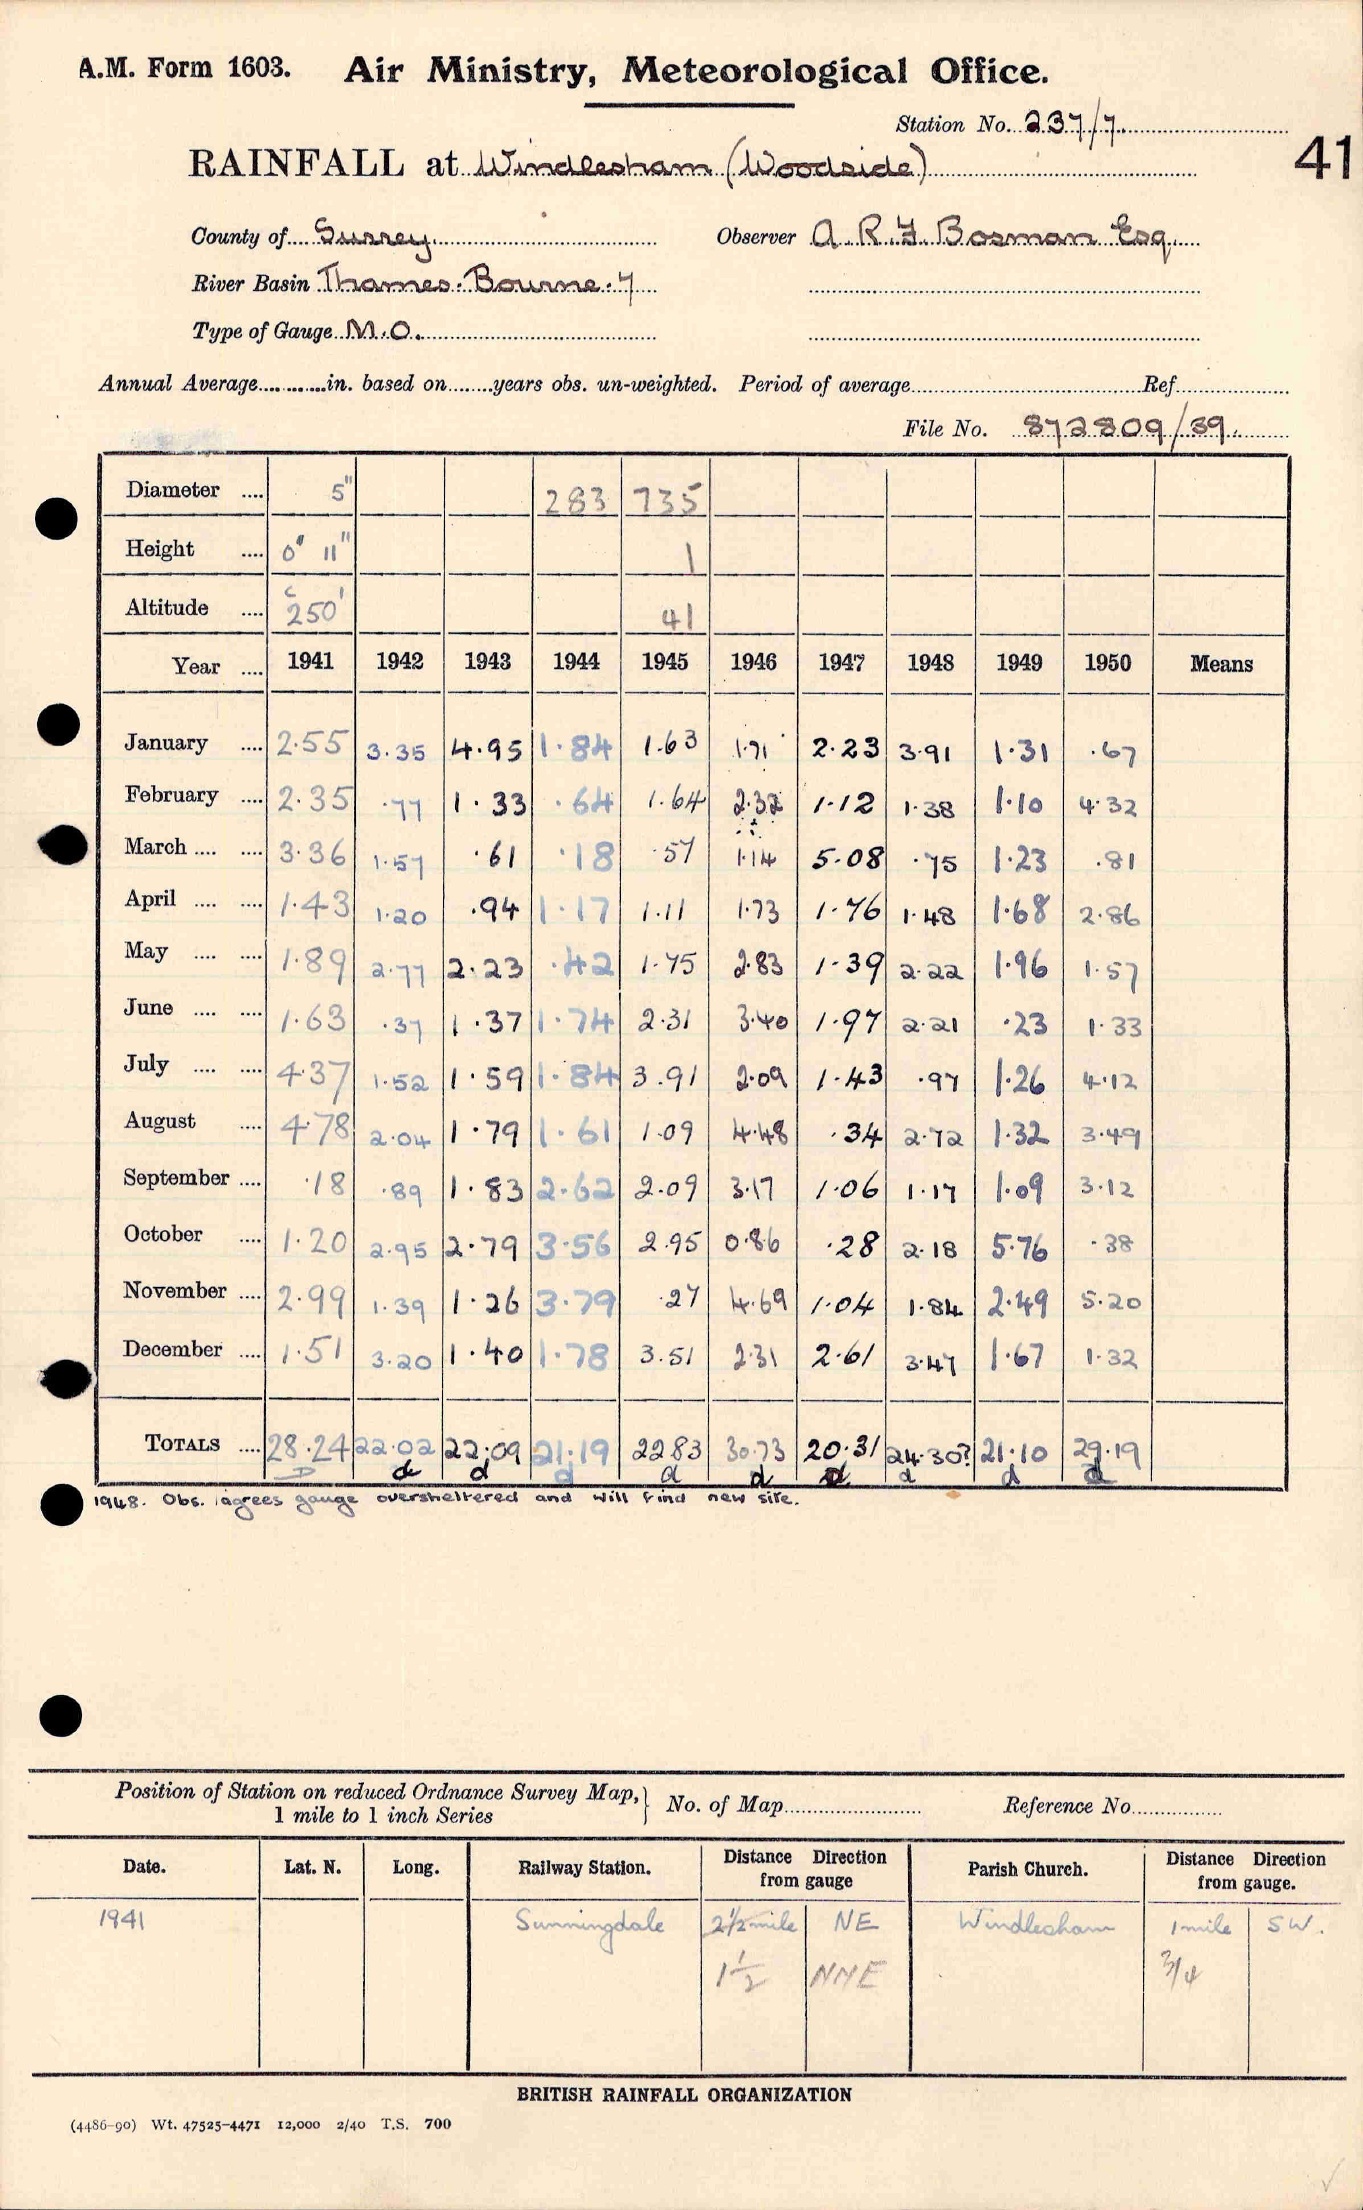 A.M. Form 1603. Air Ministry, Meteorological Office.
Station No. 237/7.
41
RAINFALL at Windlesham (Woodside)
County of Surrey Observer A. R. F. Bosman Esq.
River Basin Thames. Bourne. 7
Type of Gauge M.O.
Annual Average in. based on years obs. un-weighted. Period of average Ref
File No. 872809/39.
Diameter .... 5" 283 735
Height .... 0' 11" 1
Altitude .... c 250' 41
Year .... 1941 1942 1943 1944 1945 1946 1947 1948 1949 1950 Means
January .... 2.55 3.35 4.95 1.84 1.63 1.71 2.23 3.91 1.31 .67
February .... 2.35 .77 1.33 .64 1.64 2.32 1.12 1.38 1.10 4.32
March .... .... 3.36 1.57 .61 .18 .57 1.14 5.08 .75 1.23 .81
April .... .... 1.43 1.20 .94 1.17 1.11 1.73 1.76 1.48 1.68 2.86
May .... .... 1.89 2.77 2.23 .42 1.75 2.83 1.39 2.22 1.96 1.57
June .... .... 1.63 .37 1.37 1.74 2.31 3.40 1.97 2.21 .23 1.33
July .... .... 4.37 1.52 1.59 1.84 3.91 2.09 1.43 .97 1.26 4.12
August .... 4.78 2.04 1.79 1.61 1.09 4.48 .34 2.72 1.32 3.49
September .... .18 .89 1.83 2.62 2.09 3.17 1.06 1.17 1.09 3.12
October .... 1.20 2.95 2.79 3.56 2.95 0.86 .28 2.18 5.76 .38
November .... 2.99 1.39 1.26 3.79 .27 4.69 1.04 1.84 2.49 5.20
December .... 1.51 3.20 1.40 1.78 3.51 2.31 2.61 3.47 1.67 1.32
TOTALS .... 28.24 22.02 22.09 21.19 22.83 30.73 20.31 24.30? 21.10 29.19
D d d d d d d d d d
1948. Obs. agrees gauge oversheltered and will find new site.
Position of Station on reduced Ordnance Survey Map,
1 mile to 1 inch Series
No. of Map Reference No.
Date. Lat. N. Long. Railway Station. Distance Direction from gauge Parish Church. Distance Direction from gauge.
1941 Sunningdale 2½ mile NE Windlesham 1 mile SW.
1½ NNE 3/4
BRITISH RAINFALL ORGANIZATION
(4486-90) Wt. 47525-4471 12,000 2/40 T.S. 700